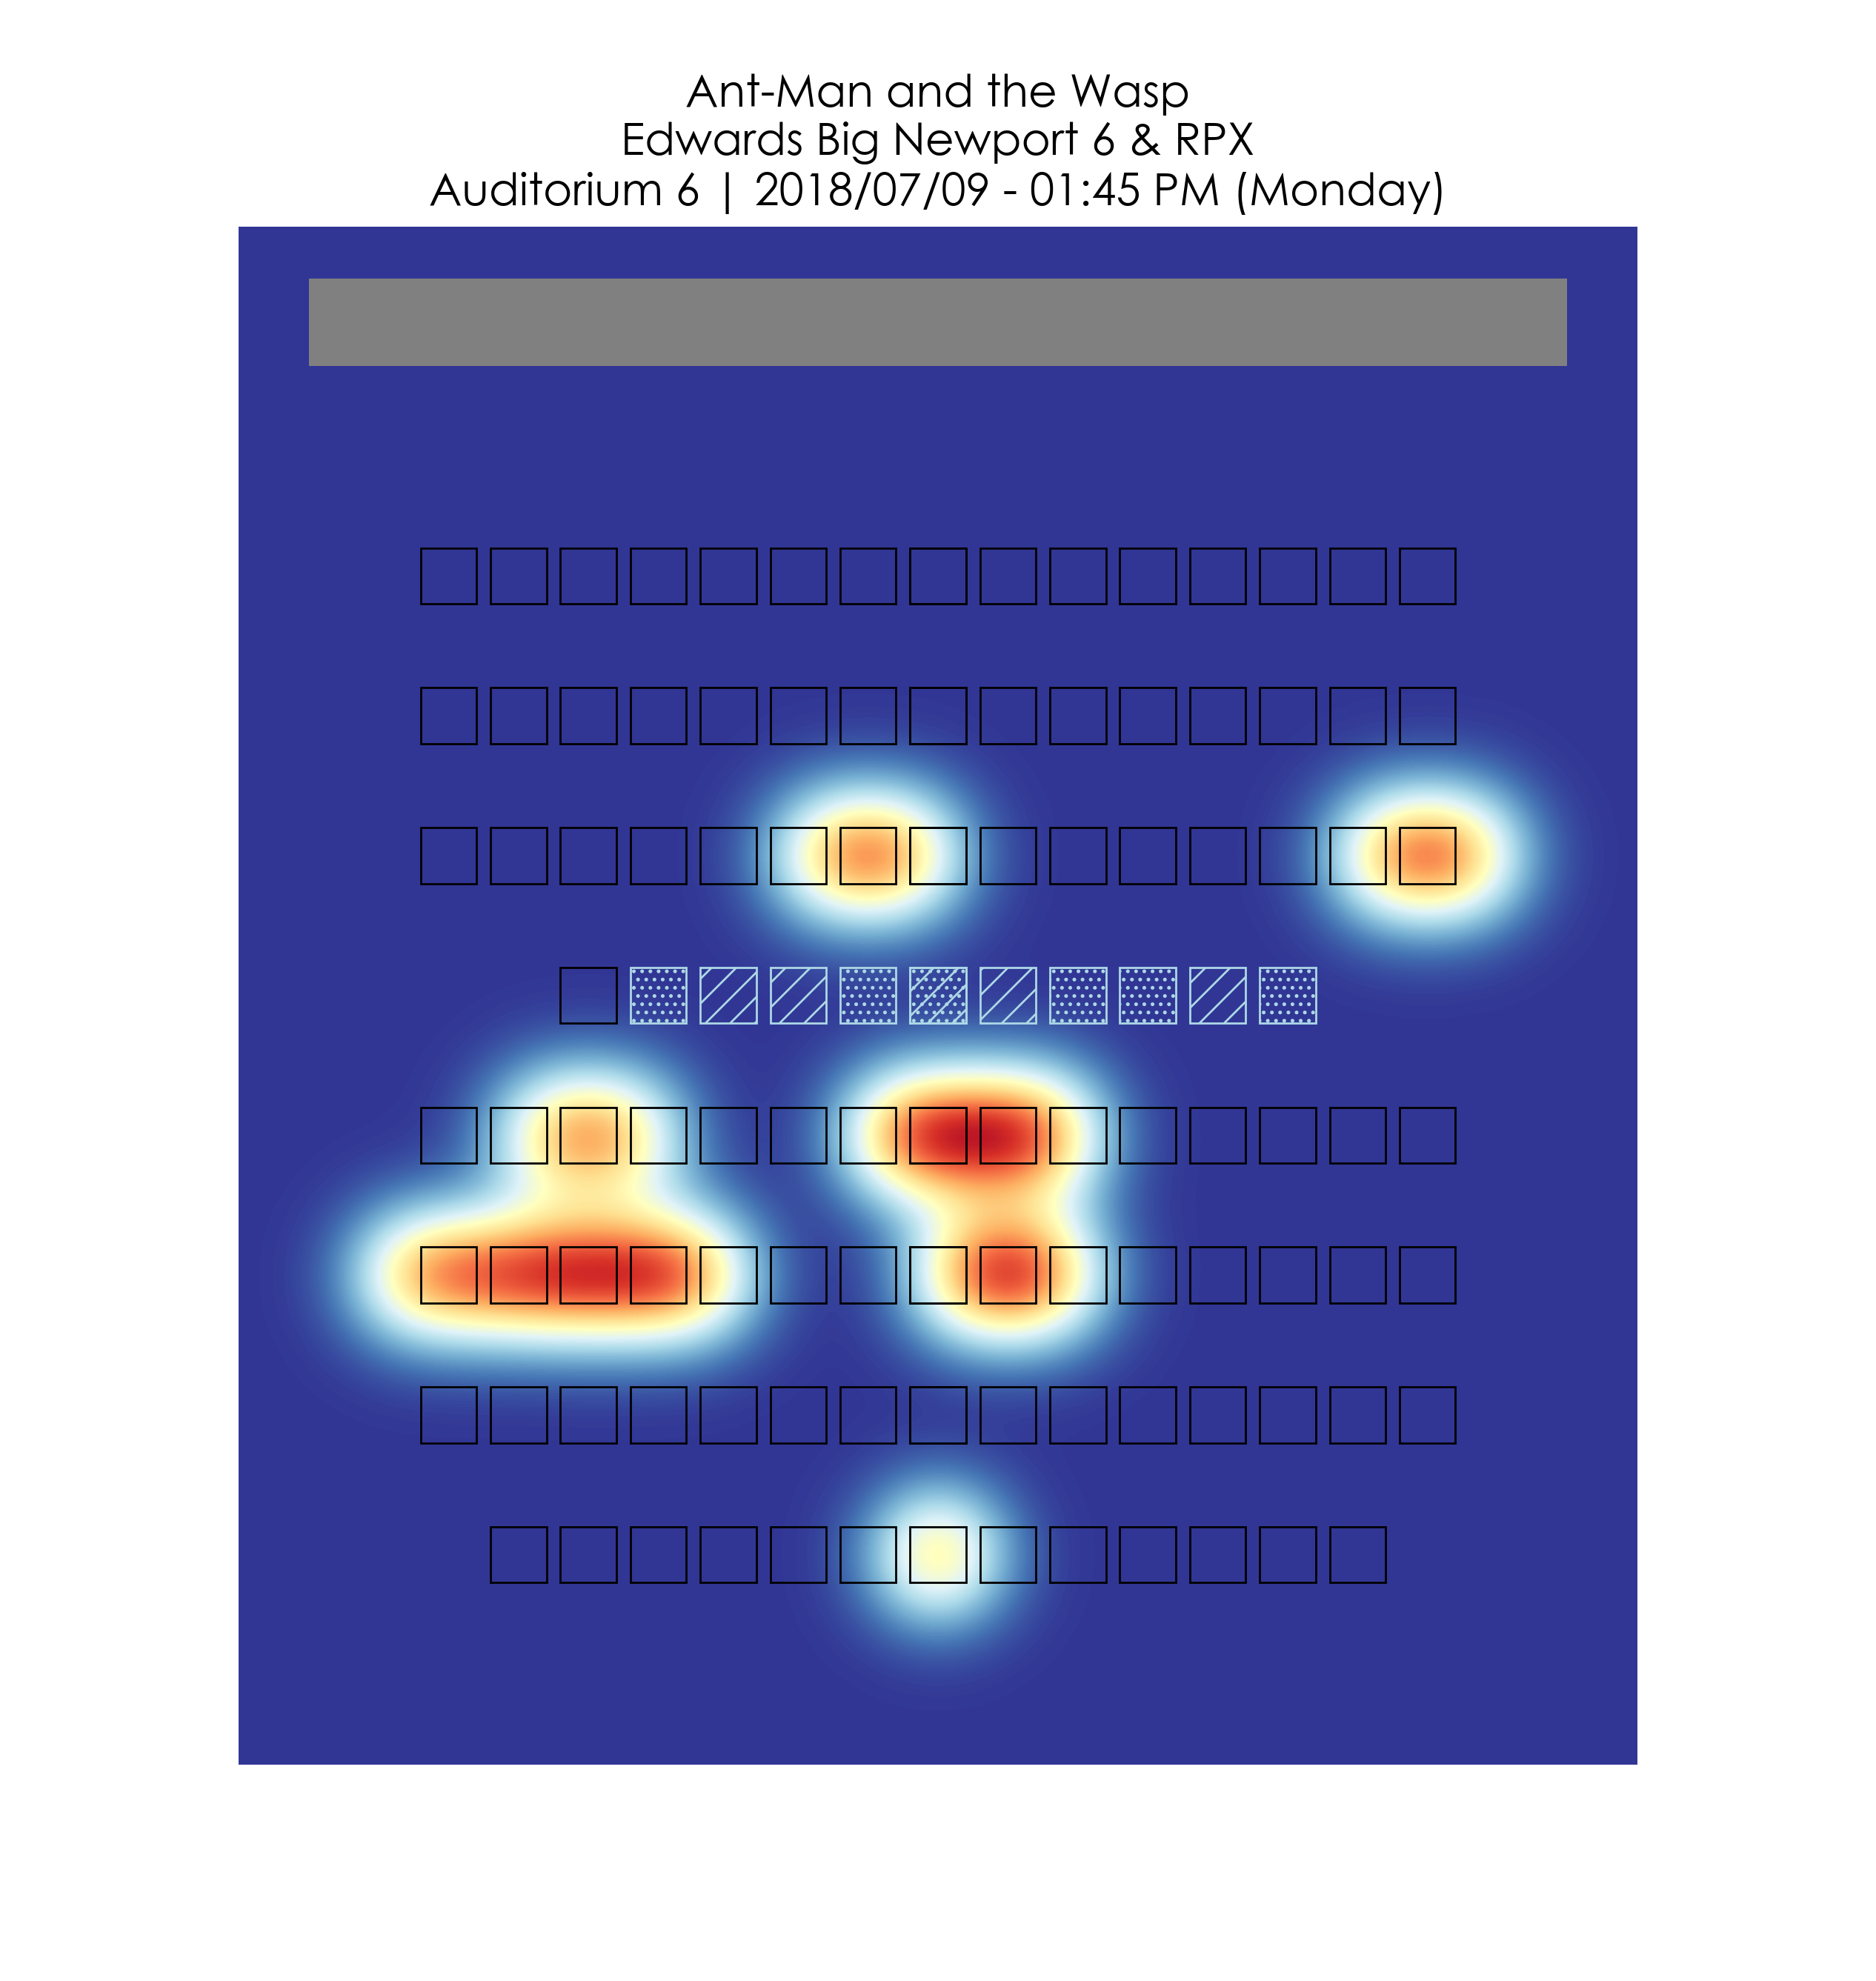 Ant-Man and the Wasp
Edwards Big Newport 6 & RPX
Auditorium 6 | 2018/07/09 - 01:45 PM (Monday)